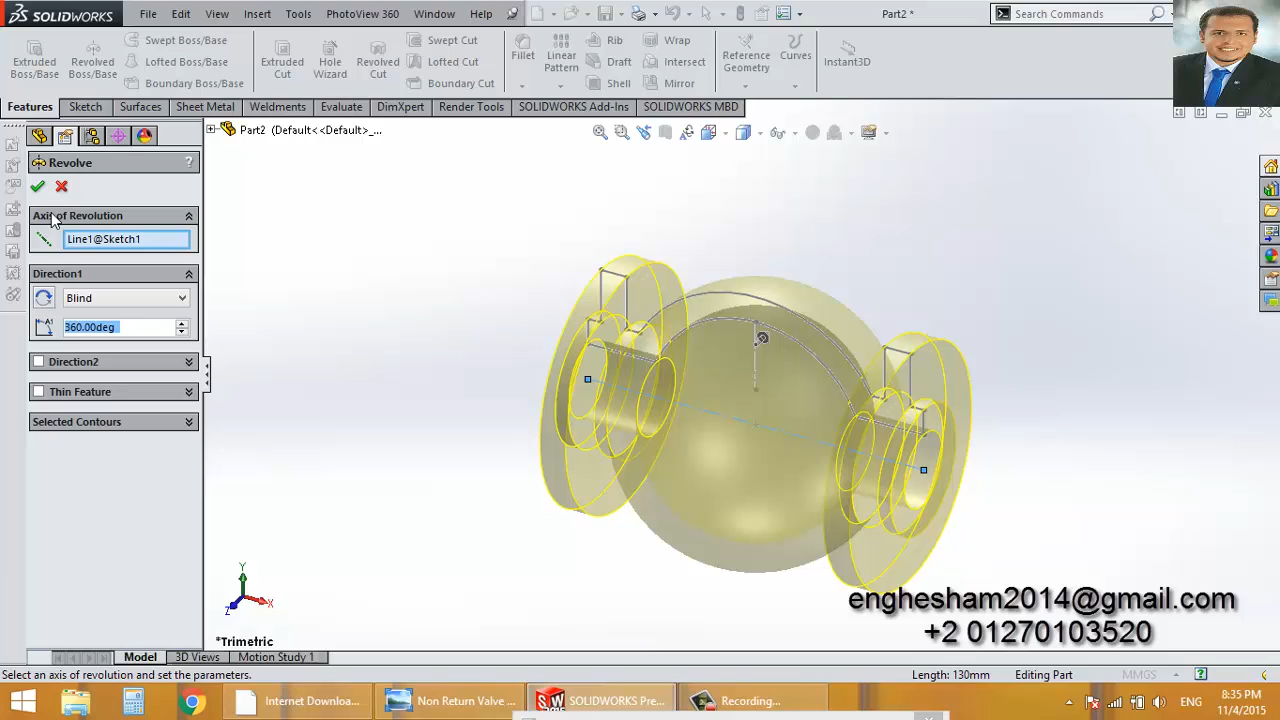 SOLIDWORKS File Edit View Insert Tools PhotoView 360 Window Help Part2 * Search Commands
Extruded Boss/Base Revolved Boss/Base Swept Boss/Base Lofted Boss/Base Boundary Boss/Base Extruded Cut Hole Wizard Revolved Cut Swept Cut Lofted Cut Boundary Cut Fillet Linear Pattern Rib Draft Shell Wrap Intersect Mirror Reference Geometry Curves Instant3D
Features Sketch Surfaces Sheet Metal Weldments Evaluate DimXpert Render Tools SOLIDWORKS Add-Ins SOLIDWORKS MBD
Part2 (Default<<Default>_...
Revolve ?
Axis of Revolution
Line1@Sketch1
Direction1
Blind
360.00deg
Direction2
Thin Feature
Selected Contours
Y
X
Z
*Trimetric
enghesham2014@gmail.com
+2 01270103520
Model 3D Views Motion Study 1
Select an axis of revolution and set the parameters. Length: 130mm Editing Part MMGS
Internet Downloa... Non Return Valve ... SOLIDWORKS Pre... Recording... ENG 8:35 PM
11/4/2015